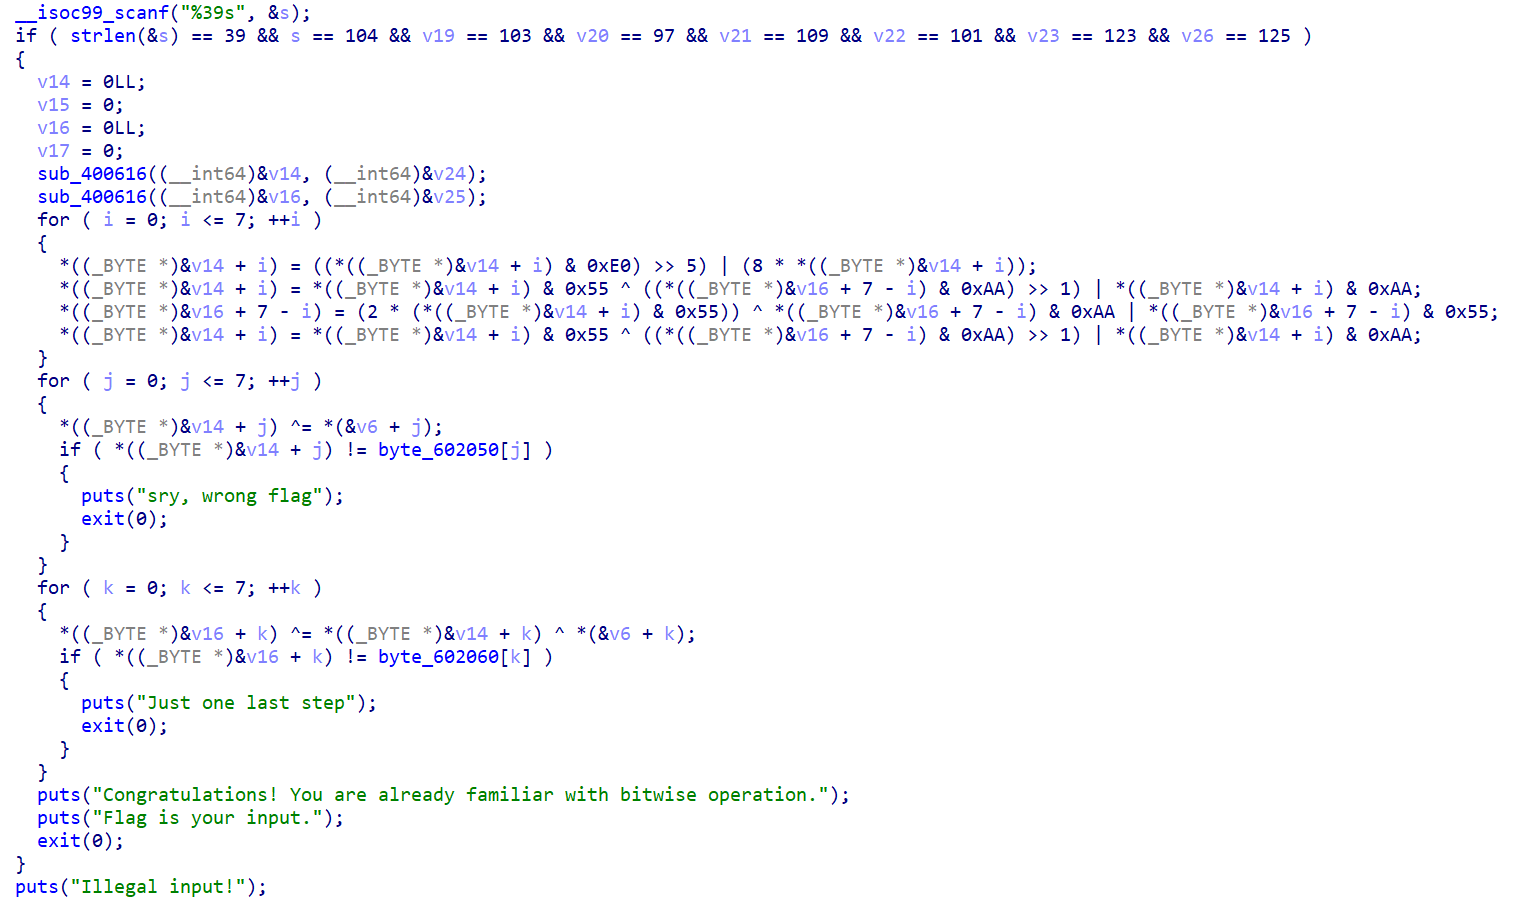 __isoc99_scanf("%39s", &s);
if ( strlen(&s) == 39 && s == 104 && v19 == 103 && v20 == 97 && v21 == 109 && v22 == 101 && v23 == 123 && v26 == 125 )
{
  v14 = 0LL;
  v15 = 0;
  v16 = 0LL;
  v17 = 0;
  sub_400616((__int64)&v14, (__int64)&v24);
  sub_400616((__int64)&v16, (__int64)&v25);
  for ( i = 0; i <= 7; ++i )
  {
    *((_BYTE *)&v14 + i) = ((*((_BYTE *)&v14 + i) & 0xE0) >> 5) | (8 * *((_BYTE *)&v14 + i));
    *((_BYTE *)&v14 + i) = *((_BYTE *)&v14 + i) & 0x55 ^ ((*((_BYTE *)&v16 + 7 - i) & 0xAA) >> 1) | *((_BYTE *)&v14 + i) & 0xAA;
    *((_BYTE *)&v16 + 7 - i) = (2 * (*((_BYTE *)&v14 + i) & 0x55)) ^ *((_BYTE *)&v16 + 7 - i) & 0xAA | *((_BYTE *)&v16 + 7 - i) & 0x55;
    *((_BYTE *)&v14 + i) = *((_BYTE *)&v14 + i) & 0x55 ^ ((*((_BYTE *)&v16 + 7 - i) & 0xAA) >> 1) | *((_BYTE *)&v14 + i) & 0xAA;
  }
  for ( j = 0; j <= 7; ++j )
  {
    *((_BYTE *)&v14 + j) ^= *(&v6 + j);
    if ( *((_BYTE *)&v14 + j) != byte_602050[j] )
    {
      puts("sry, wrong flag");
      exit(0);
    }
  }
  for ( k = 0; k <= 7; ++k )
  {
    *((_BYTE *)&v16 + k) ^= *((_BYTE *)&v14 + k) ^ *(&v6 + k);
    if ( *((_BYTE *)&v16 + k) != byte_602060[k] )
    {
      puts("Just one last step");
      exit(0);
    }
  }
  puts("Congratulations! You are already familiar with bitwise operation.");
  puts("Flag is your input.");
  exit(0);
}
puts("Illegal input!");